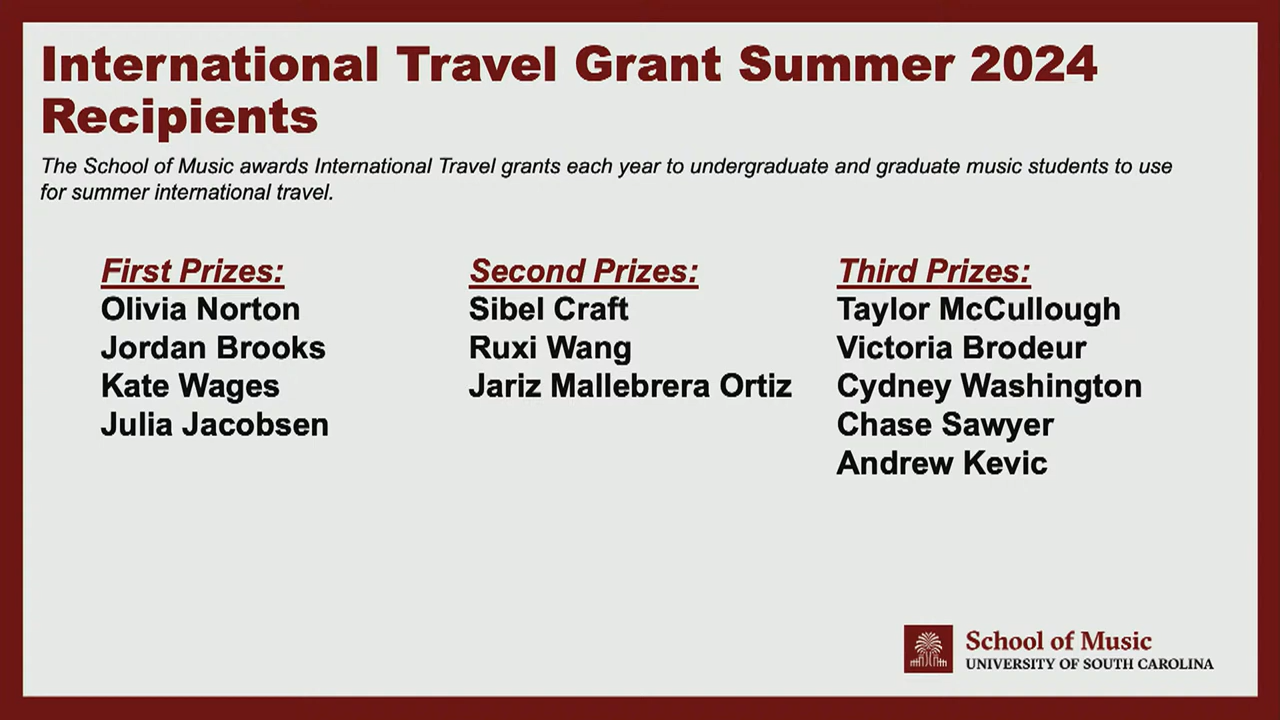 International Travel Grant Summer 2024
Recipients
The School of Music awards International Travel grants each year to undergraduate and graduate music students to use
for summer international travel.
First Prizes:
Olivia Norton
Jordan Brooks
Kate Wages
Julia Jacobsen
Second Prizes:
Sibel Craft
Ruxi Wang
Jariz Mallebrera Ortiz
Third Prizes:
Taylor McCullough
Victoria Brodeur
Cydney Washington
Chase Sawyer
Andrew Kevic
School of Music
UNIVERSITY OF SOUTH CAROLINA